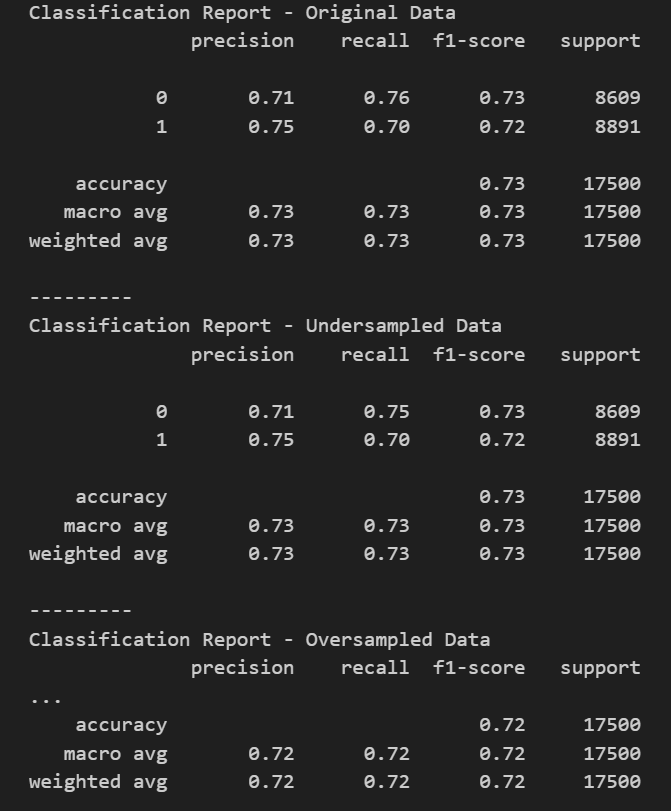 Classification Report - Original Data
precision recall f1-score support
0 0.71 0.76 0.73 8609
1 0.75 0.70 0.72 8891
accuracy 0.73 17500
macro avg 0.73 0.73 0.73 17500
weighted avg 0.73 0.73 0.73 17500
---------
Classification Report - Undersampled Data
precision recall f1-score support
0 0.71 0.75 0.73 8609
1 0.75 0.70 0.72 8891
accuracy 0.73 17500
macro avg 0.73 0.73 0.73 17500
weighted avg 0.73 0.73 0.73 17500
---------
Classification Report - Oversampled Data
precision recall f1-score support
...
accuracy 0.72 17500
macro avg 0.72 0.72 0.72 17500
weighted avg 0.72 0.72 0.72 17500